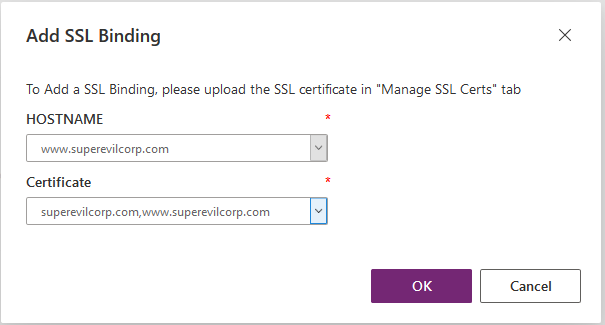 Add SSL Binding
To Add a SSL Binding, please upload the SSL certificate in "Manage SSL Certs" tab
HOSTNAME *
www.superevilcorp.com
Certificate *
superevilcorp.com,www.superevilcorp.com
OK Cancel